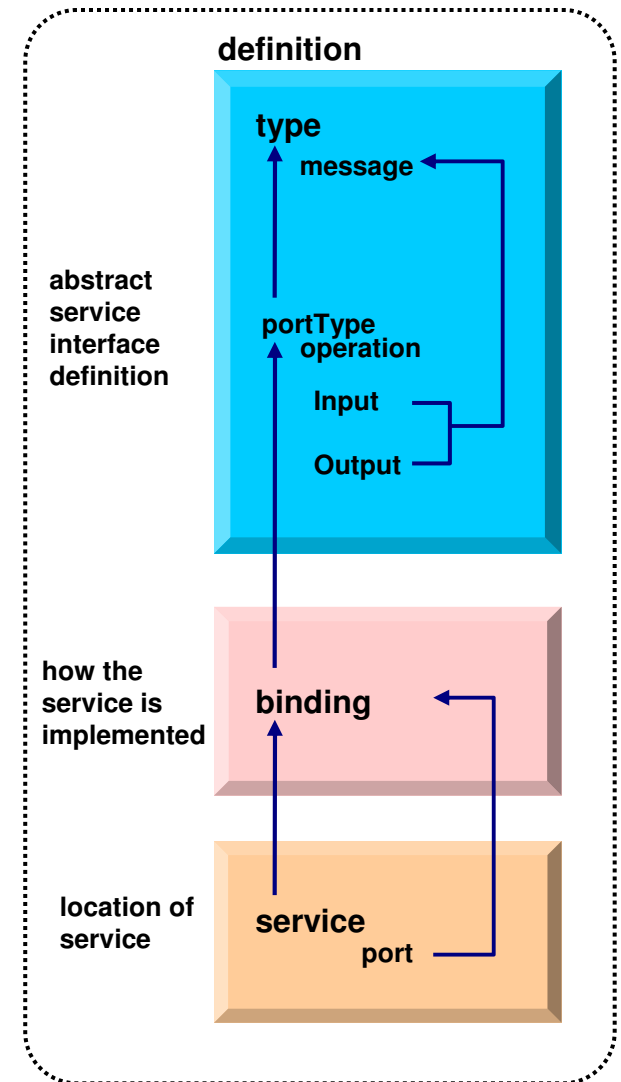 definition
type
message
abstract
service
interface
definition
portType
operation
Input
Output
how the
service is
implemented
binding
location of
service
service
port